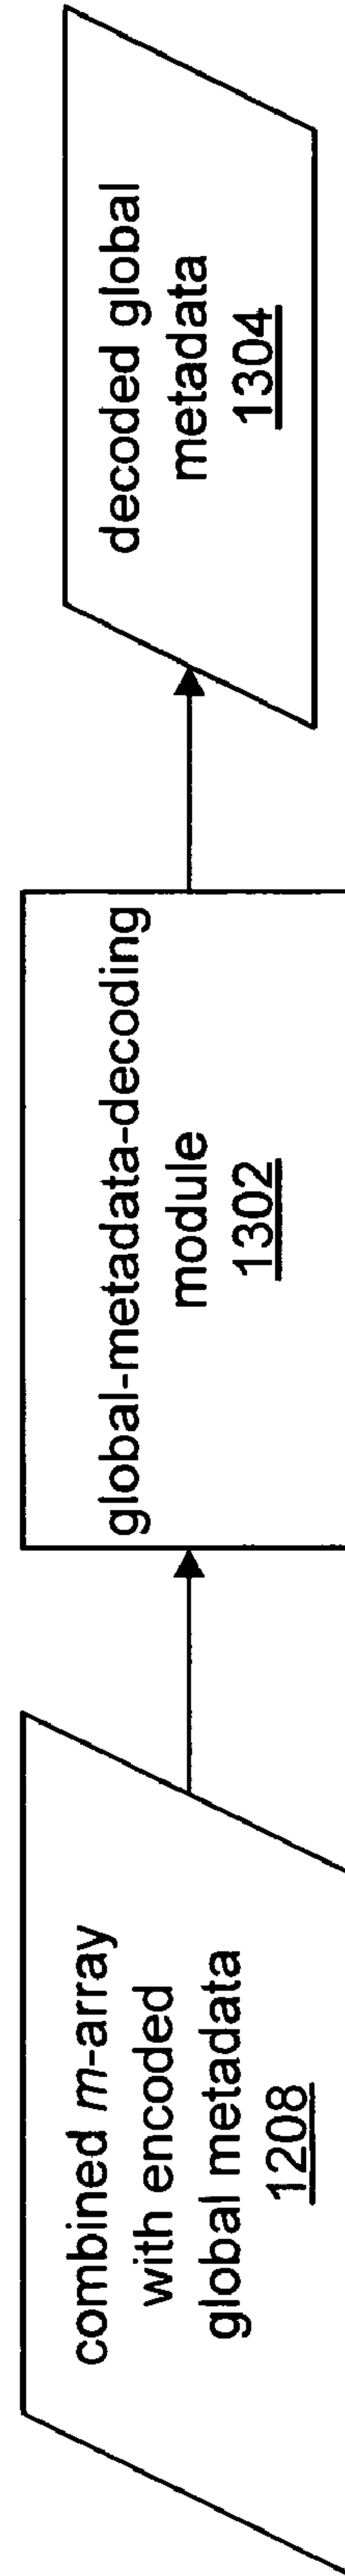 combined m-array
with encoded
global metadata
1208
global-metadata-decoding
module
1302
decoded global
metadata
1304